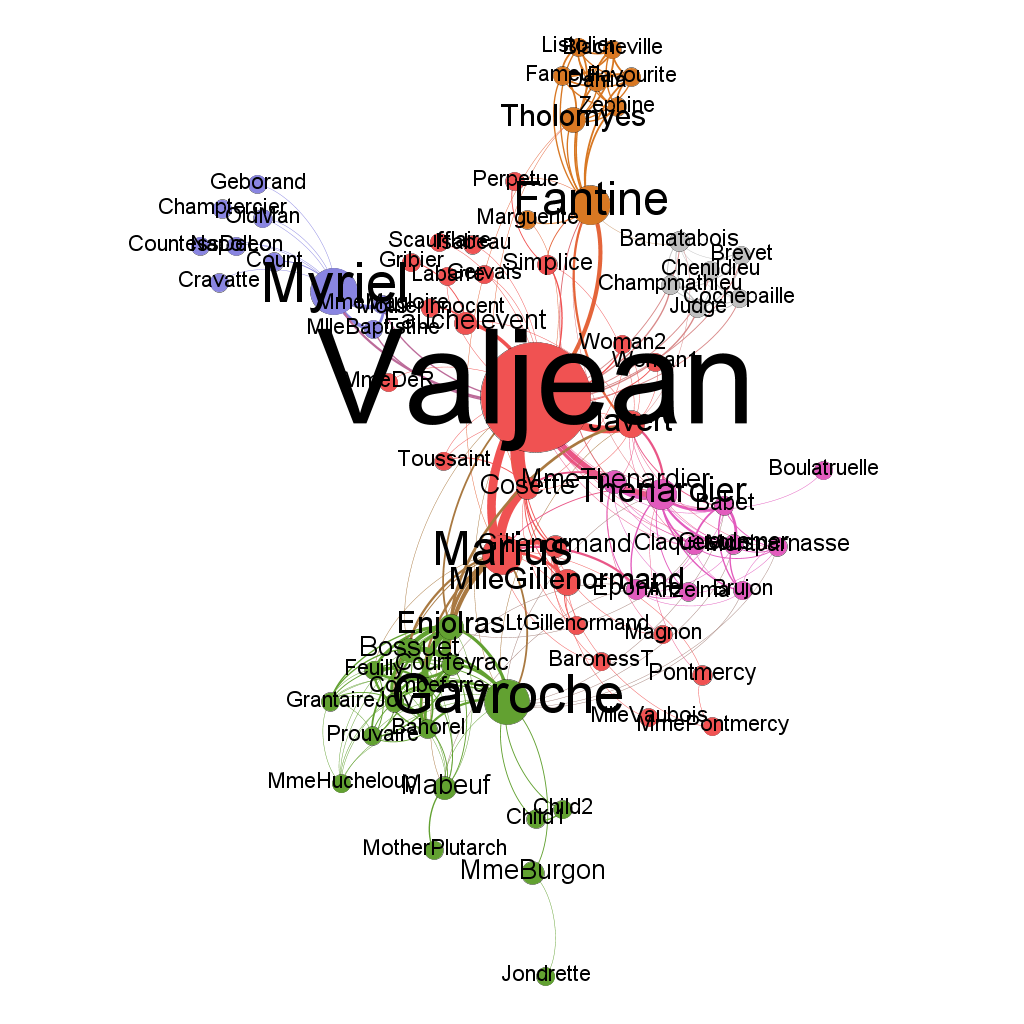 Listolier
Blacheville
Fameuil
Favourite
Dahlia
Zephine
Tholomyes
Perpetue
Fantine
Marguerite
Geborand
Champtercier
OldMan
CountessDeLo
Napoleon
Count
Cravatte
Myriel
Scaufflaire
Isabeau
Gribier
Labarre
Gervais
Simplice
Bamatabois
Brevet
Chenildieu
Champmathieu
Cochepaille
Judge
MmeMagloire
MotherInnocent
MlleBaptistine
Fauchelevent
Woman2
Woman1
Valjean
MmeDeR
Javert
Toussaint
Cosette
MmeThenardier
Thenardier
Boulatruelle
Babet
Marius
Gillenormand
Claquesous
Gueulemer
Montparnasse
MlleGillenormand
Eponine
Anzelma
Brujon
Enjolras
LtGillenormand
Magnon
Bossuet
Feuilly
Courfeyrac
BaronessT
Pontmercy
Combeferre
Grantaire
Joly
Gavroche
Bahorel
Prouvaire
MlleVaubois
MmePontmercy
MmeHucheloup
Mabeuf
Child2
Child1
MotherPlutarch
MmeBurgon
Jondrette